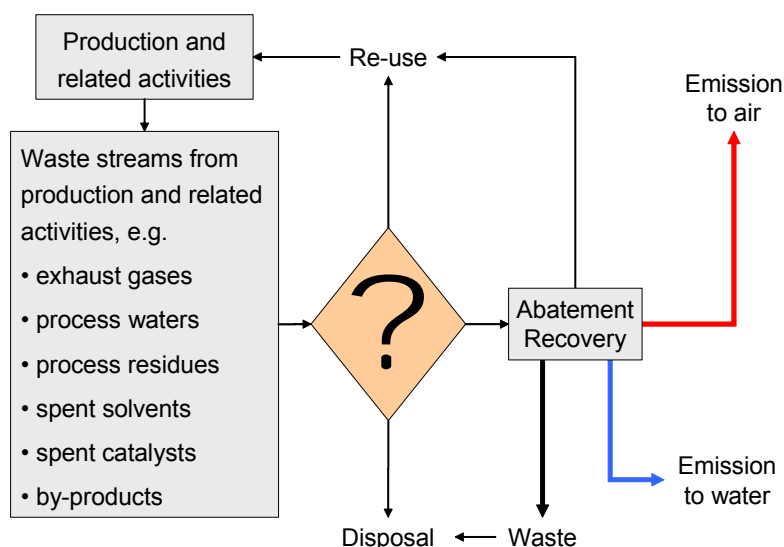 Production and
related activities
Re-use
Emission
to air
Waste streams from
production and related
activities, e.g.
• exhaust gases
• process waters
• process residues
• spent solvents
• spent catalysts
• by-products
?
Abatement
Recovery
Emission
to water
Disposal
Waste